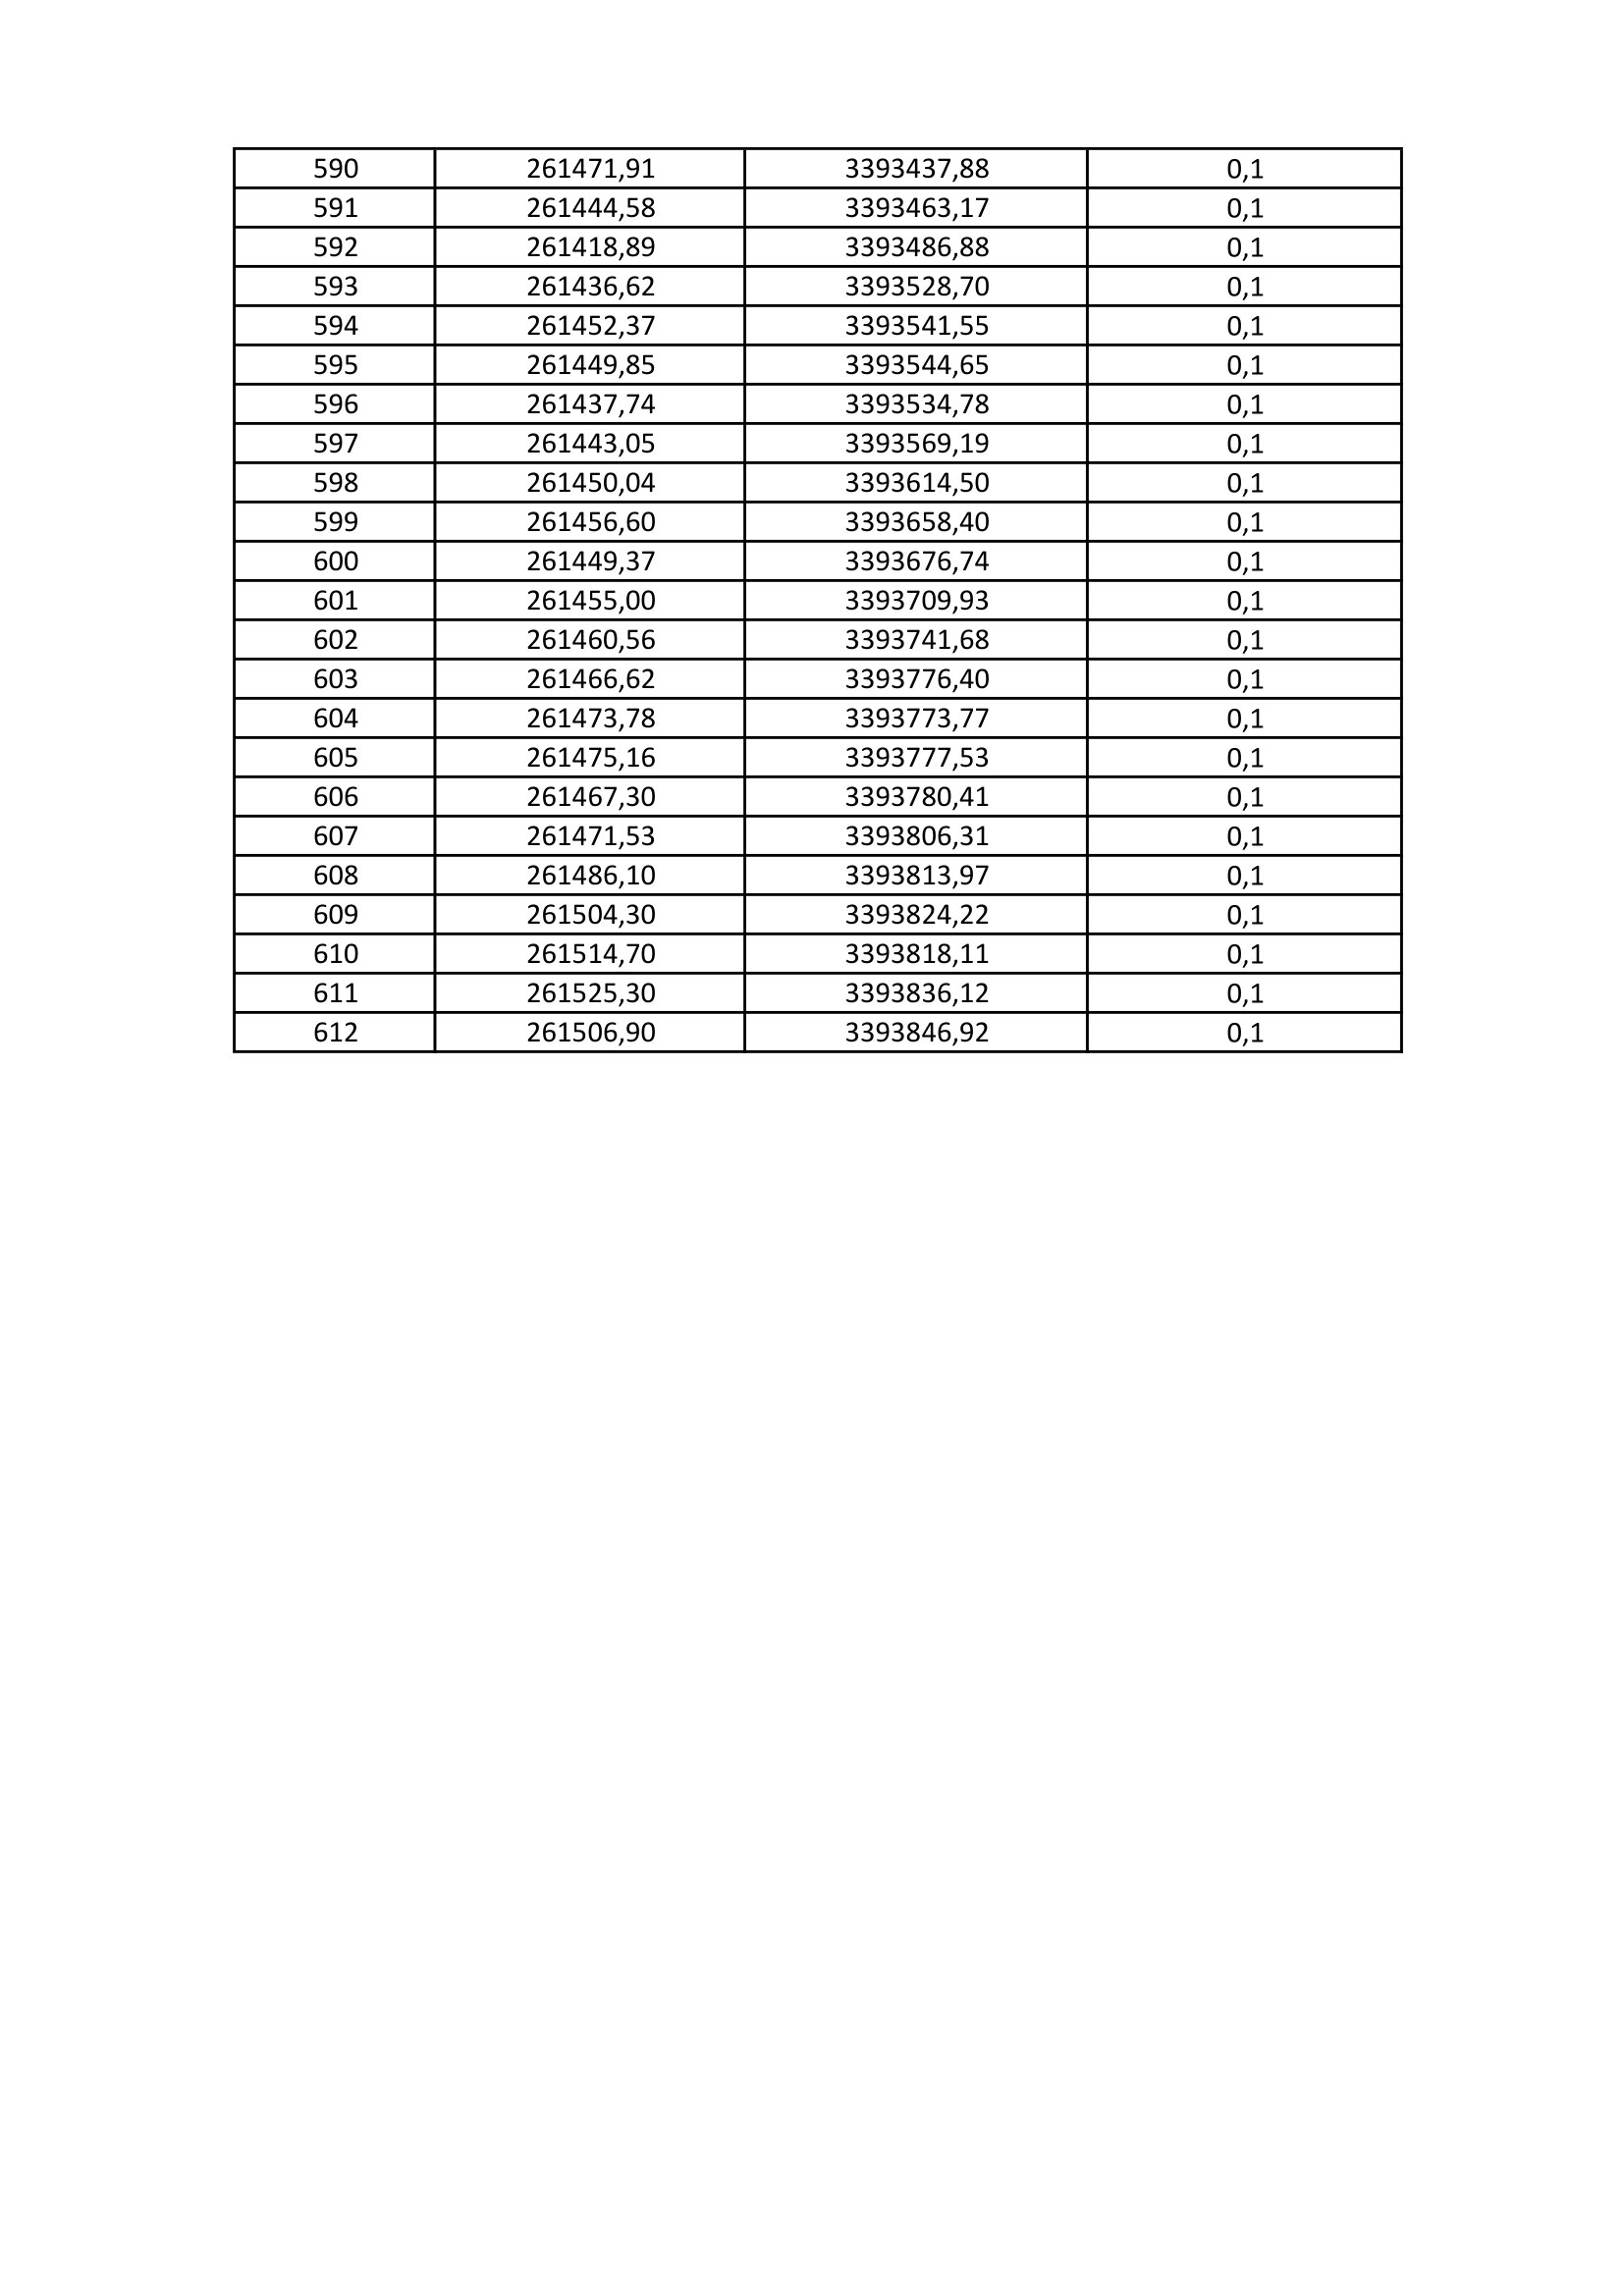 590 261471,91 3393437,88 0,1
591 261444,58 3393463,17 0,1
592 261418,89 3393486,88 0,1
593 261436,62 3393528,70 0,1
594 261452,37 3393541,55 0,1
595 261449,85 3393544,65 0,1
596 261437,74 3393534,78 0,1
597 261443,05 3393569,19 0,1
598 261450,04 3393614,50 0,1
599 261456,60 3393658,40 0,1
600 261449,37 3393676,74 0,1
601 261455,00 3393709,93 0,1
602 261460,56 3393741,68 0,1
603 261466,62 3393776,40 0,1
604 261473,78 3393773,77 0,1
605 261475,16 3393777,53 0,1
606 261467,30 3393780,41 0,1
607 261471,53 3393806,31 0,1
608 261486,10 3393813,97 0,1
609 261504,30 3393824,22 0,1
610 261514,70 3393818,11 0,1
611 261525,30 3393836,12 0,1
612 261506,90 3393846,92 0,1